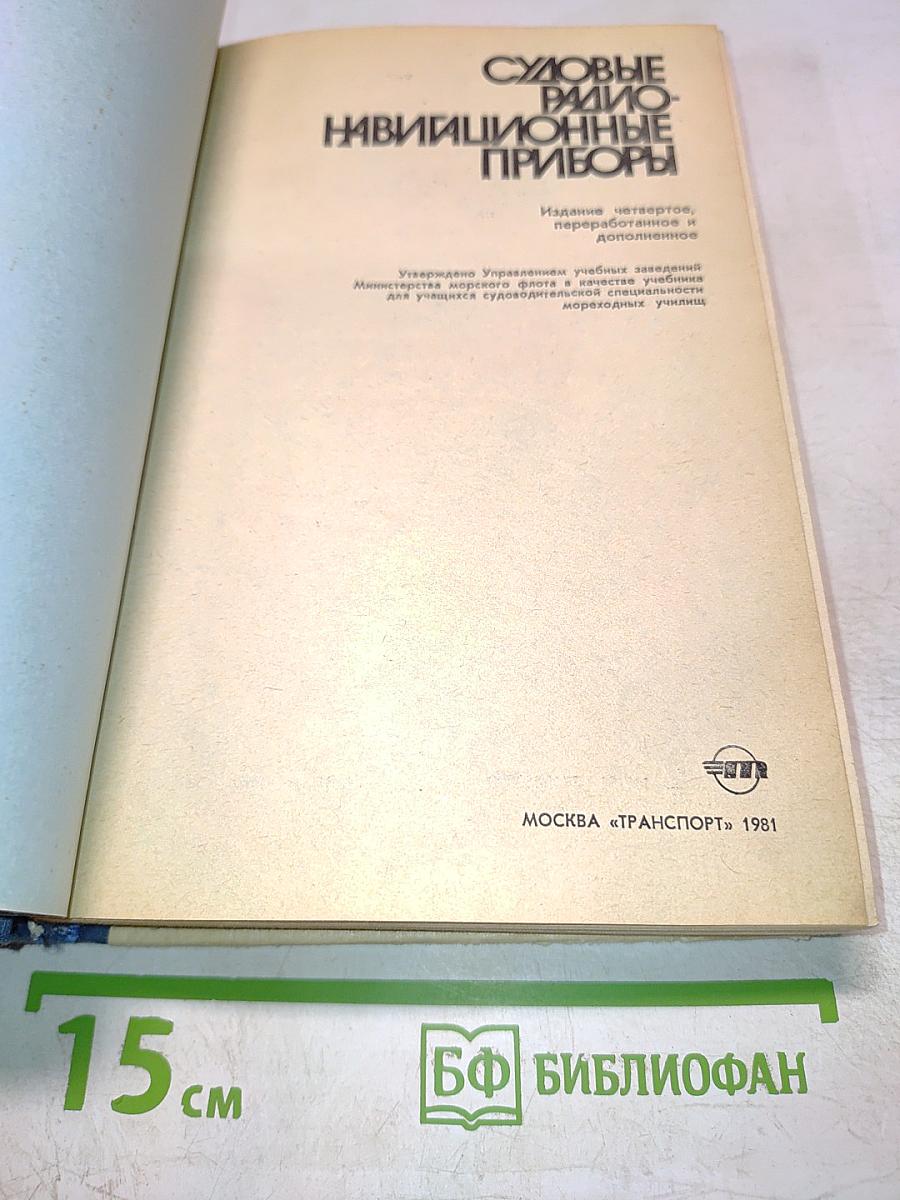 СУДОВЫЕ
РАДИО-
НАВИГАЦИОННЫЕ
ПРИБОРЫ
Издание четвертое,
переработанное и
дополненное
Утверждено Управлением учебных заведений
Министерства морского флота в качестве учебника
для учащихся судоводительской специальности
мореходных училищ
МОСКВА «ТРАНСПОРТ» 1981
15 см
БФ БИБЛИОФАН